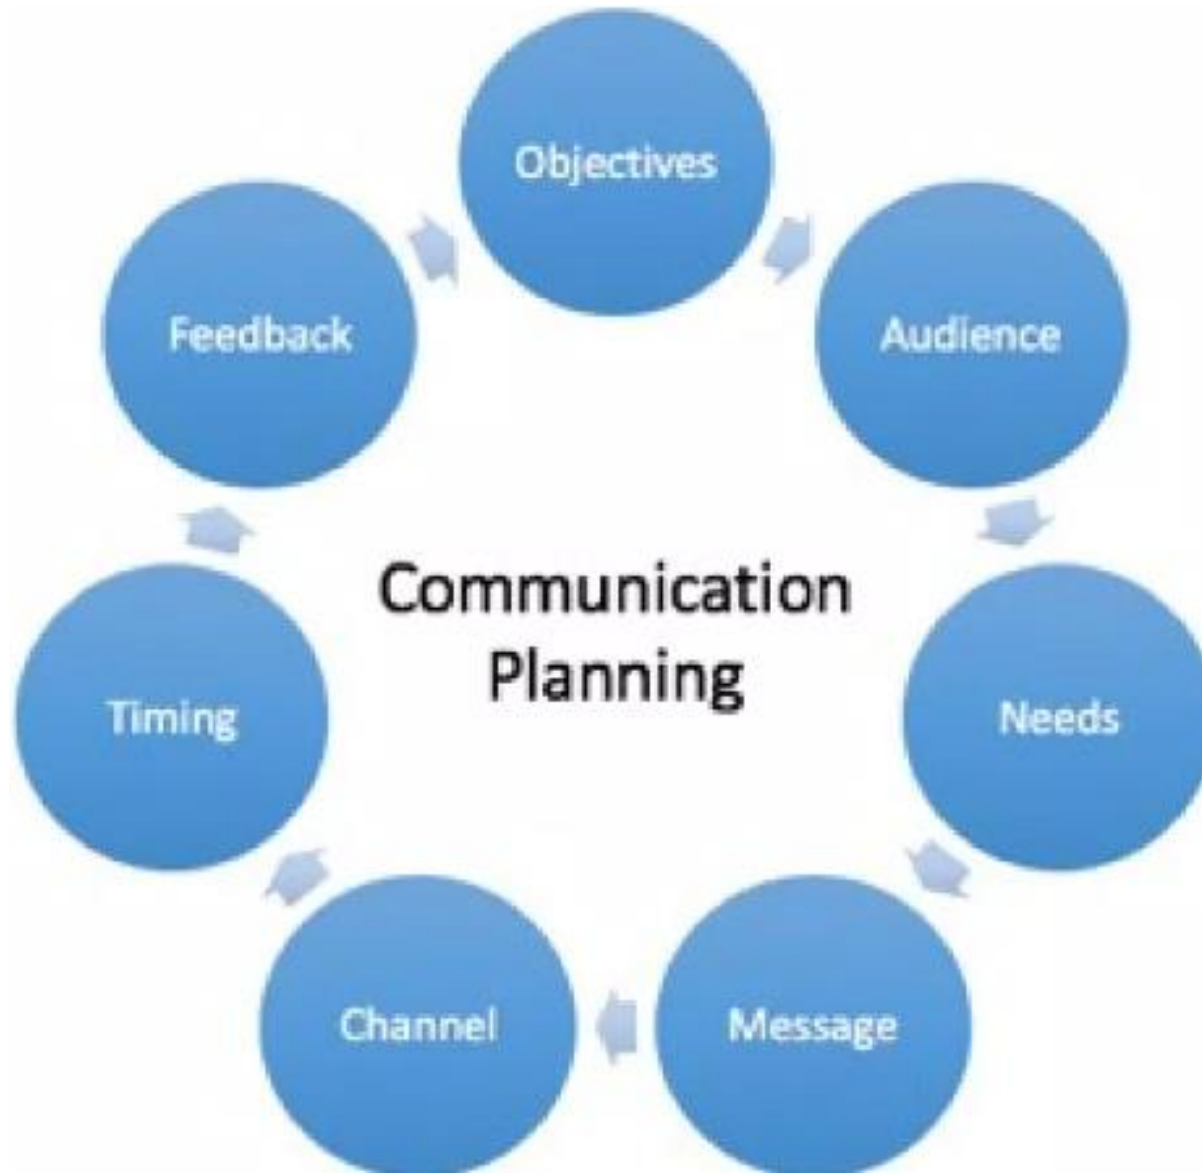 Objectives
Audience
Needs
Message
Channel
Timing
Feedback
Communication
Planning